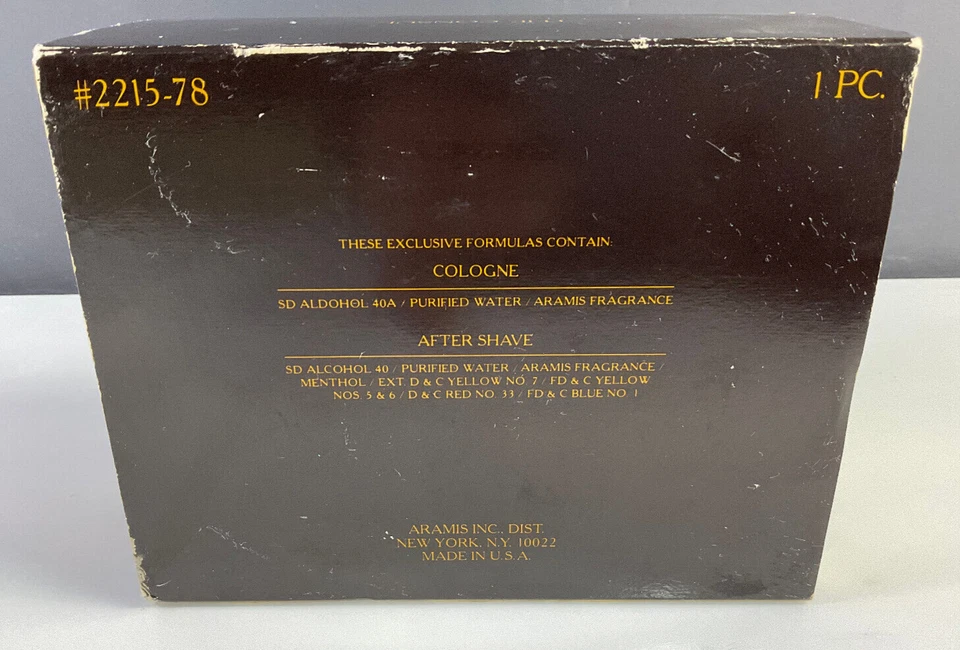 #2215-78
1 PC.
THESE EXCLUSIVE FORMULAS CONTAIN:
COLOGNE
SD ALDOHOL 40A / PURIFIED WATER / ARAMIS FRAGRANCE
AFTER SHAVE
SD ALCOHOL 40 / PURIFIED WATER / ARAMIS FRAGRANCE /
MENTHOL / EXT. D & C YELLOW NO. 7 / FD & C YELLOW
NOS. 5 & 6 / D & C RED NO. 33 / FD & C BLUE NO. 1
ARAMIS INC., DIST.
NEW YORK, N.Y. 10022
MADE IN U.S.A.